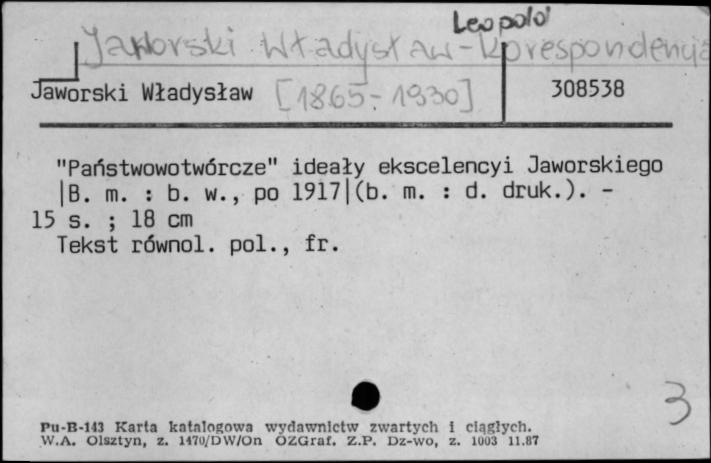 Leopold
Jaworski Władysław - korespondencja
Jaworski Władysław [1865-1930] 308538
"Państwowotwórcze" ideały ekscelencyi Jaworskiego
|B. m. : b. w., po 1917|(b. m. : d. druk.). -
15 s. ; 18 cm
Tekst równol. pol., fr.
3
Pu-B-143 Karta katalogowa wydawnictw zwartych i ciągłych.
W.A. Olsztyn, z. 1470/DW/On OZGraf. Z.P. Dz-wo, z. 1003 11.87